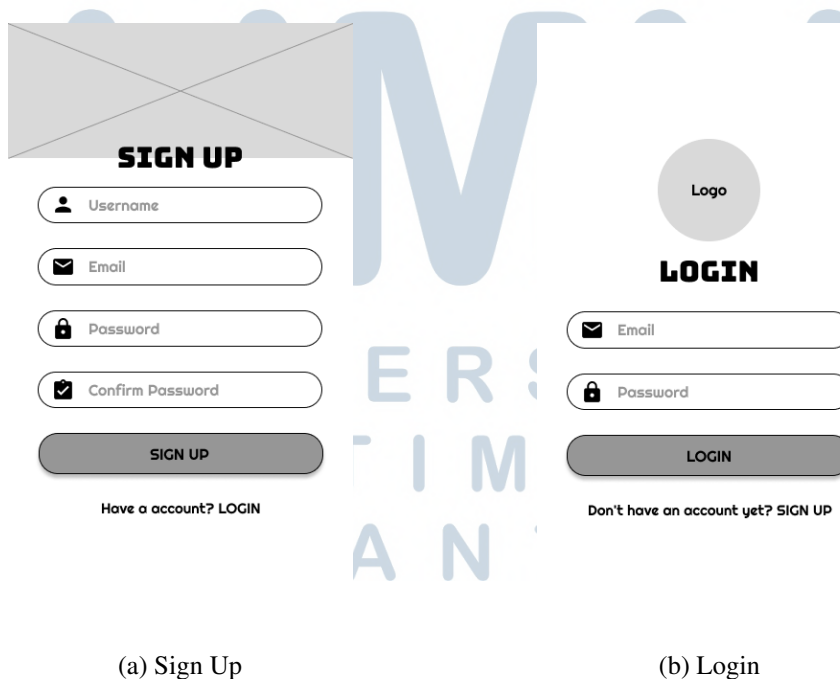 SIGN UP
Username
Email
Password
Confirm Password
SIGN UP
Have a account? LOGIN
(a) Sign Up
Logo
LOGIN
Email
Password
LOGIN
Don't have an account yet? SIGN UP
(b) Login